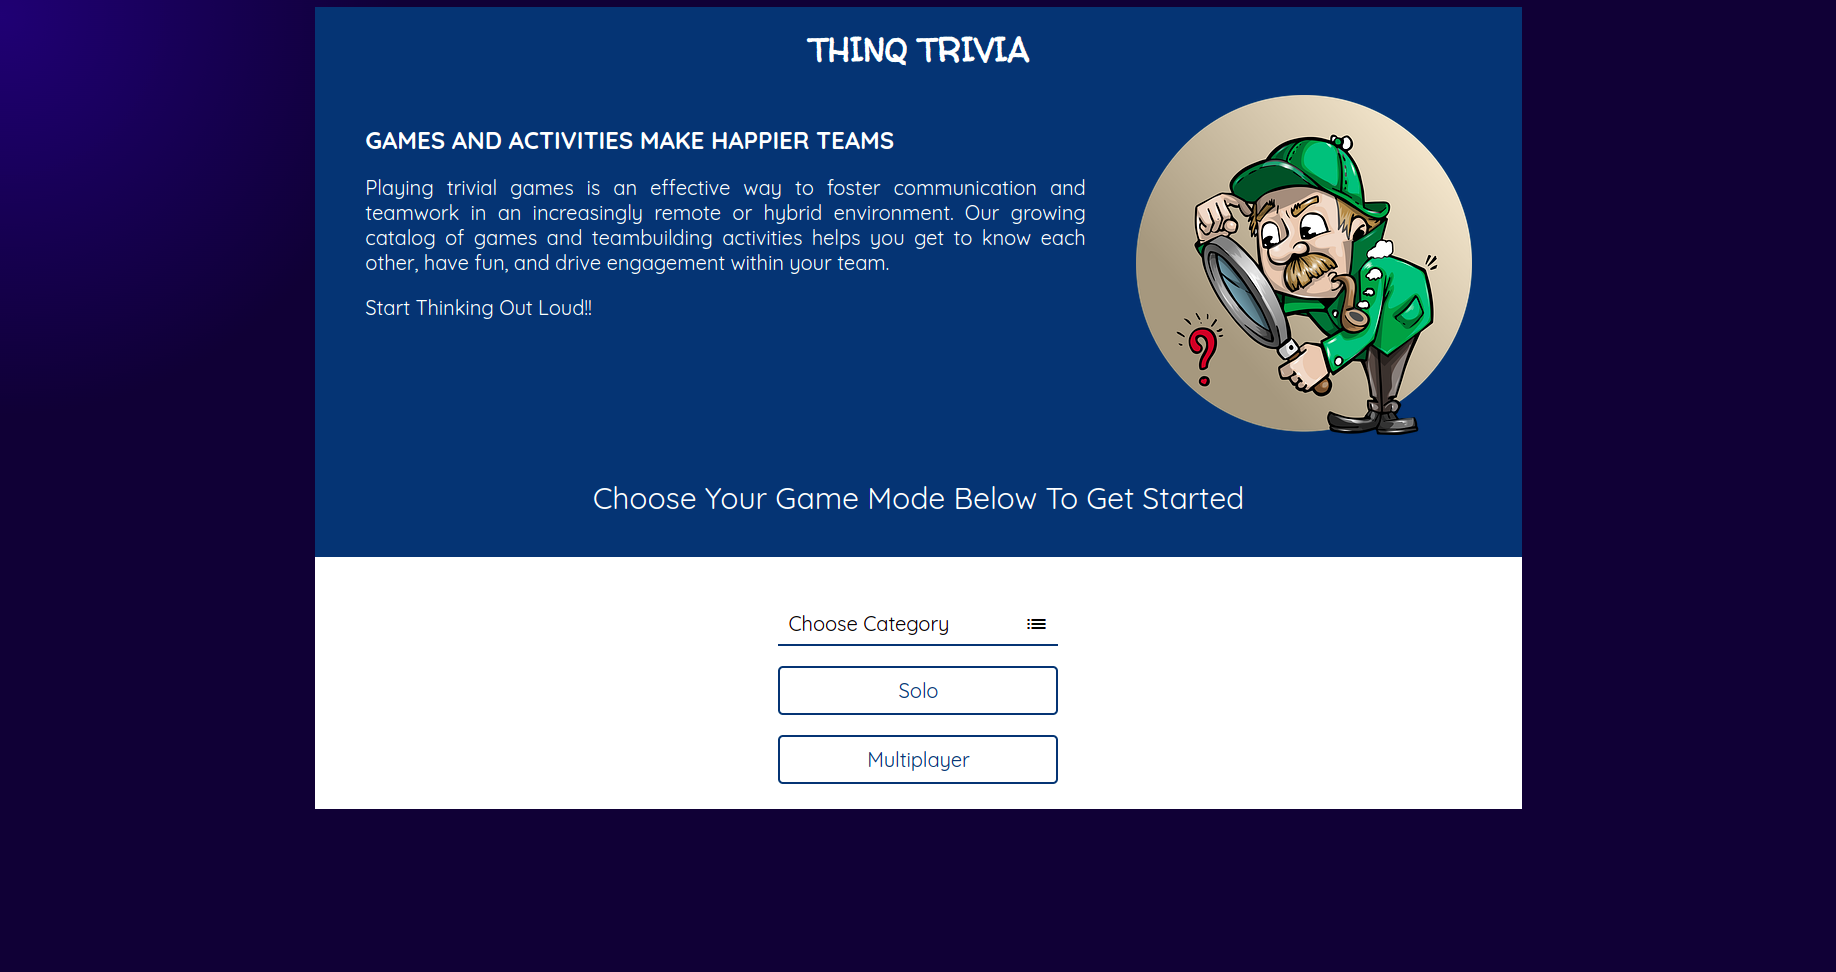 THINQ TRIVIA
GAMES AND ACTIVITIES MAKE HAPPIER TEAMS
Playing trivial games is an effective way to foster communication and
teamwork in an increasingly remote or hybrid environment. Our growing
catalog of games and teambuilding activities helps you get to know each
other, have fun, and drive engagement within your team.
Start Thinking Out Loud!!
?
Choose Your Game Mode Below To Get Started
Choose Category
Solo
Multiplayer